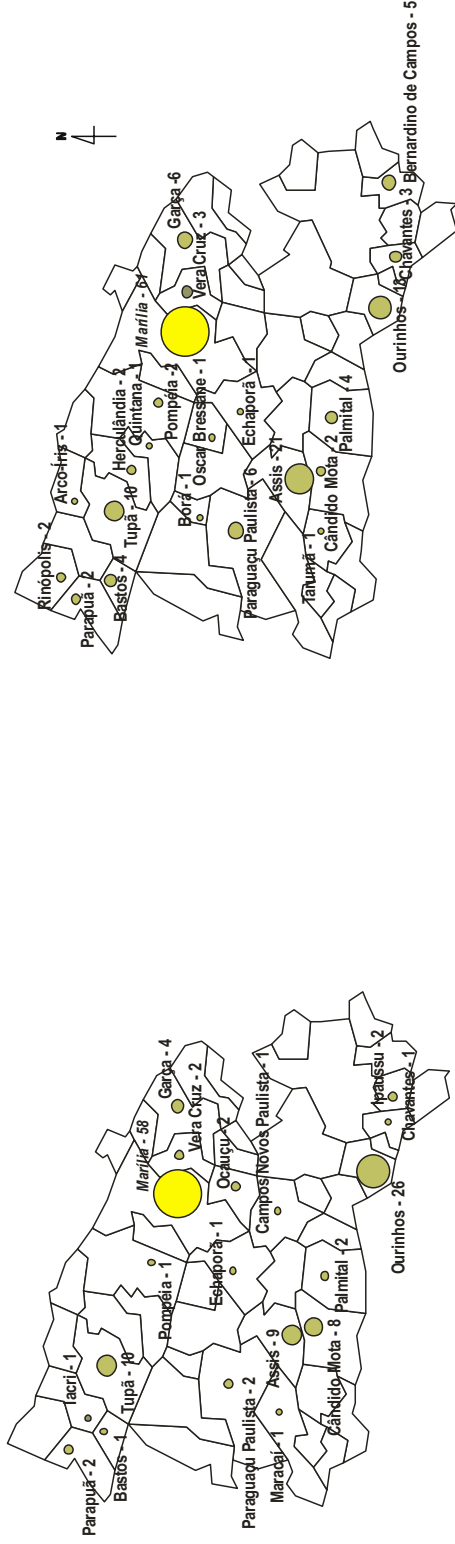 Parapuã - 2
Iacri - 1
Bastos - 1
Tupã - 10
Pompéia - 1
Marília - 58
Garça - 4
Vera Cruz - 2
Ocauçu - 2
Echaporã - 1
Campos Novos Paulista - 1
Paraguaçu Paulista - 2
Maracaí - 1
Assis - 9
Cândido Mota - 8
Palmital - 2
Ourinhos - 26
Ipaussu - 2
Chavantes - 1
N
Rinópolis - 2
Parapuã - 2
Bastos - 4
Arco-Íris - 1
Tupã - 10
Herculândia - 2
Quintana - 1
Pompéia - 2
Marília - 61
Garça -6
Vera Cruz - 3
Borá - 1
Oscar Bressane - 1
Echaporã - 1
Paraguaçu Paulista - 6
Assis - 21
Tarumã - 1
Cândido Mota - 2
Palmital - 4
Ourinhos - 18
Chavantes - 3
Bernardino de Campos - 5